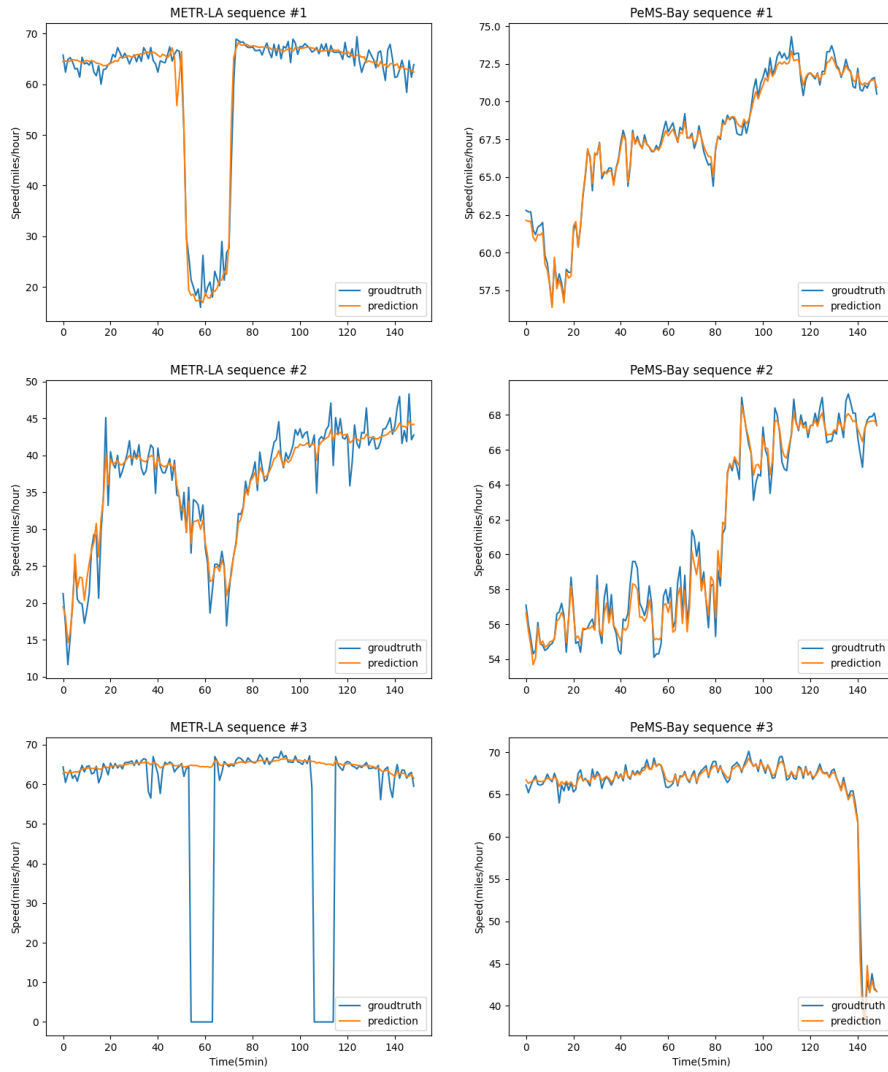 METR-LA sequence #1
Speed(miles/hour)
70
60
50
40
30
20
0 20 40 60 80 100 120 140
groudtruth
prediction
PeMS-Bay sequence #1
Speed(miles/hour)
75.0
72.5
70.0
67.5
65.0
62.5
60.0
57.5
0 20 40 60 80 100 120 140
groudtruth
prediction
METR-LA sequence #2
Speed(miles/hour)
50
45
40
35
30
25
20
15
10
0 20 40 60 80 100 120 140
groudtruth
prediction
PeMS-Bay sequence #2
Speed(miles/hour)
68
66
64
62
60
58
56
54
0 20 40 60 80 100 120 140
groudtruth
prediction
METR-LA sequence #3
Speed(miles/hour)
70
60
50
40
30
20
10
0
0 20 40 60 80 100 120 140
Time(5min)
groudtruth
prediction
PeMS-Bay sequence #3
Speed(miles/hour)
70
65
60
55
50
45
40
0 20 40 60 80 100 120 140
Time(5min)
groudtruth
prediction